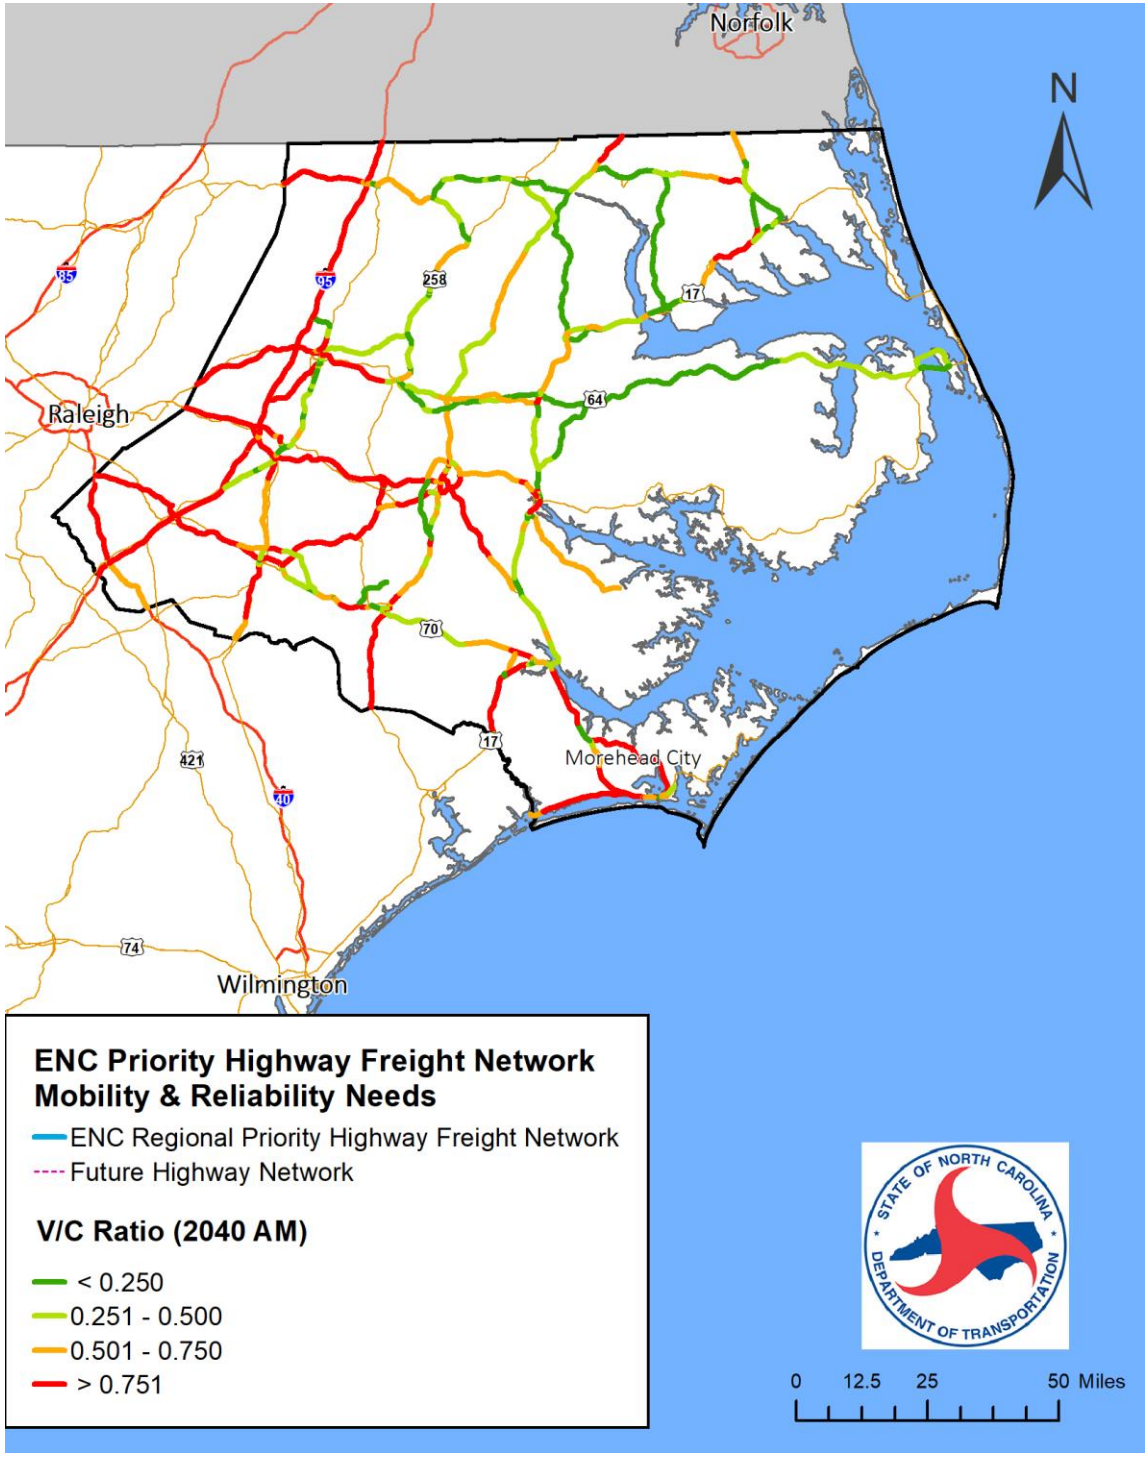 Norfolk
N
85
95
258
17
Raleigh
64
70
17
Morehead City
421
40
74
Wilmington
ENC Priority Highway Freight Network
Mobility & Reliability Needs
ENC Regional Priority Highway Freight Network
Future Highway Network
V/C Ratio (2040 AM)
< 0.250
0.251 - 0.500
0.501 - 0.750
> 0.751
STATE OF NORTH CAROLINA
DEPARTMENT OF TRANSPORTATION
0 12.5 25 50 Miles